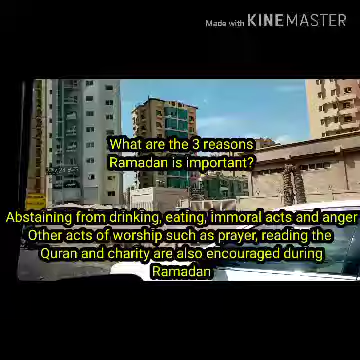 Made with KINEMASTER
What are the 3 reasons
Ramadan is important?
Abstaining from drinking, eating, immoral acts and anger
Other acts of worship such as prayer, reading the
Quran and charity are also encouraged during
Ramadan